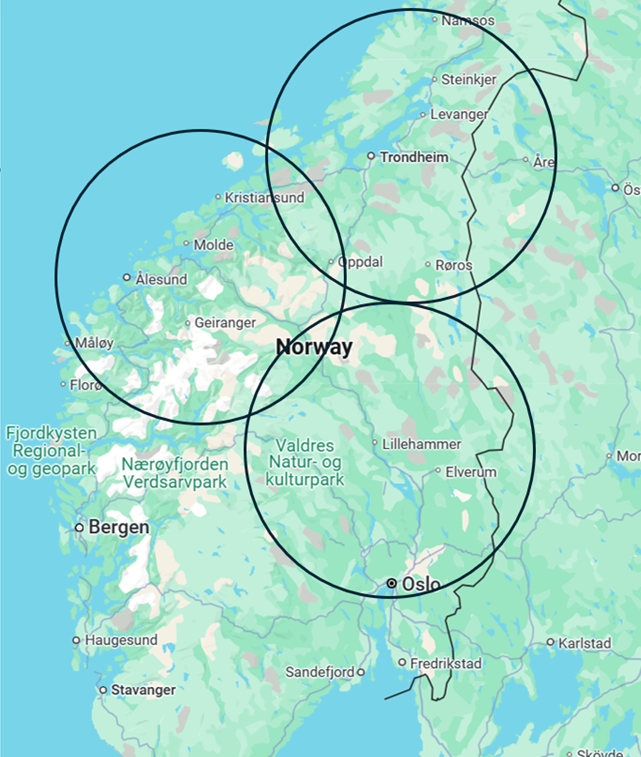 Namsos
Steinkjer
Levanger
Trondheim
Åre
Ös
Kristiansund
Molde
Oppdal
Røros
Ålesund
Geiranger
Måløy
Norway
Florø
Fjordkysten
Regional-
og geopark
Nærøyfjorden
Verdsarvpark
Valdres
Natur- og
kulturpark
Lillehammer
Elverum
Mor
Bergen
Oslo
Haugesund
Karlstad
Fredrikstad
Sandefjord
Stavanger
Skövde